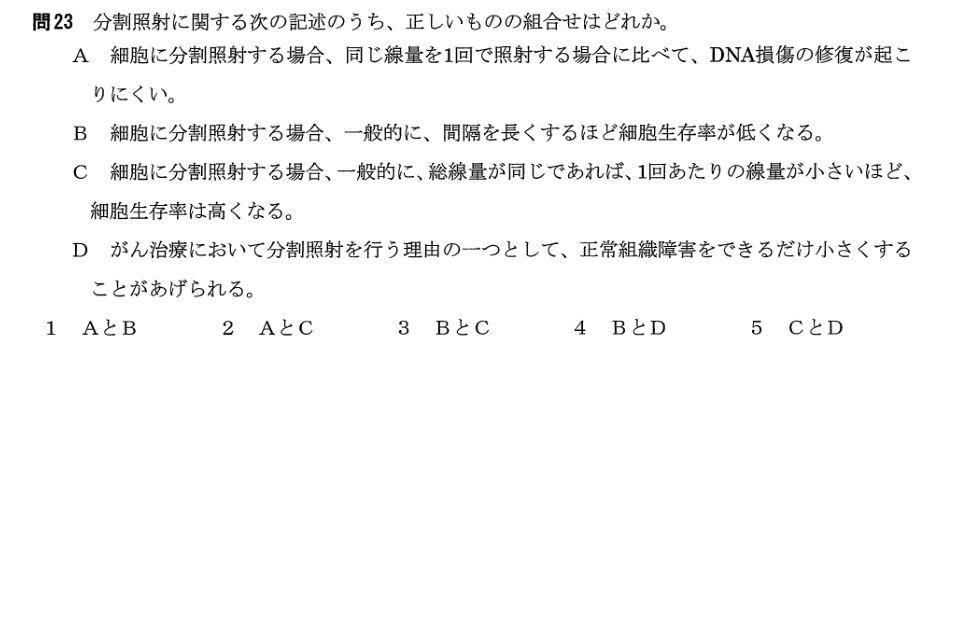 問23 分割照射に関する次の記述のうち、正しいものの組合せはどれか。
A 細胞に分割照射する場合、同じ線量を1回で照射する場合に比べて、DNA損傷の修復が起こ
りにくい。
B 細胞に分割照射する場合、一般的に、間隔を長くするほど細胞生存率が低くなる。
C 細胞に分割照射する場合、一般的に、総線量が同じであれば、1回あたりの線量が小さいほど、
細胞生存率は高くなる。
D がん治療において分割照射を行う理由の一つとして、正常組織障害をできるだけ小さくする
ことがあげられる。
1 AとB 2 AとC 3 BとC 4 BとD 5 CとD